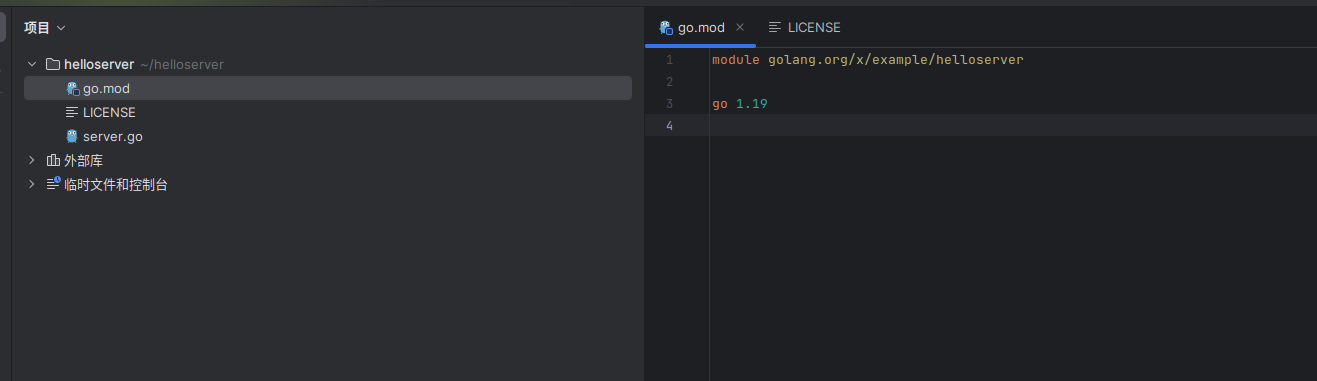 项目
helloserver ~/helloserver
go.mod
LICENSE
server.go
外部库
临时文件和控制台
go.mod LICENSE
1 module golang.org/x/example/helloserver
2
3 go 1.19
4